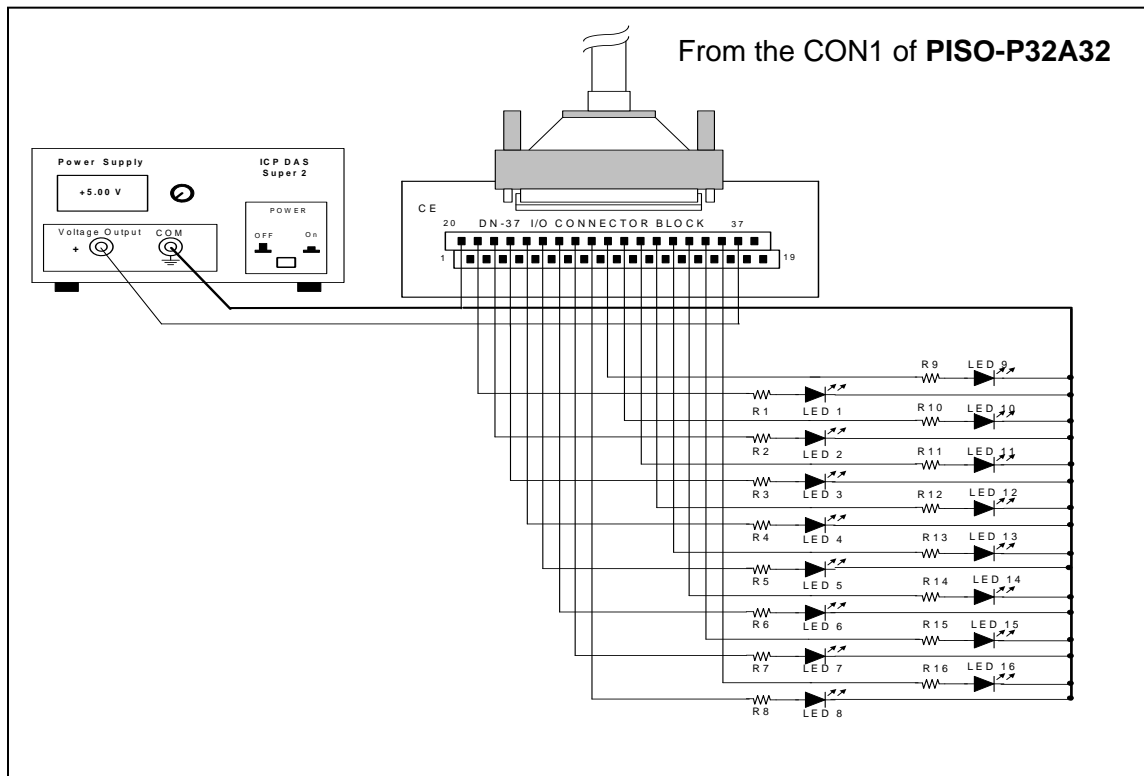 From the CON1 of PISO-P32A32
Power Supply
ICP DAS
Super 2
+5.00 V
POWER
OFF
On
Voltage Output
COM
+
CE
20 DN-37 I/O CONNECTOR BLOCK 37
1
19
R9 LED 9
R1 LED 1
R10 LED 10
R2 LED 2
R11 LED 11
R3 LED 3
R12 LED 12
R4 LED 4
R13 LED 13
R5 LED 5
R14 LED 14
R6 LED 6
R15 LED 15
R7 LED 7
R16 LED 16
R8 LED 8